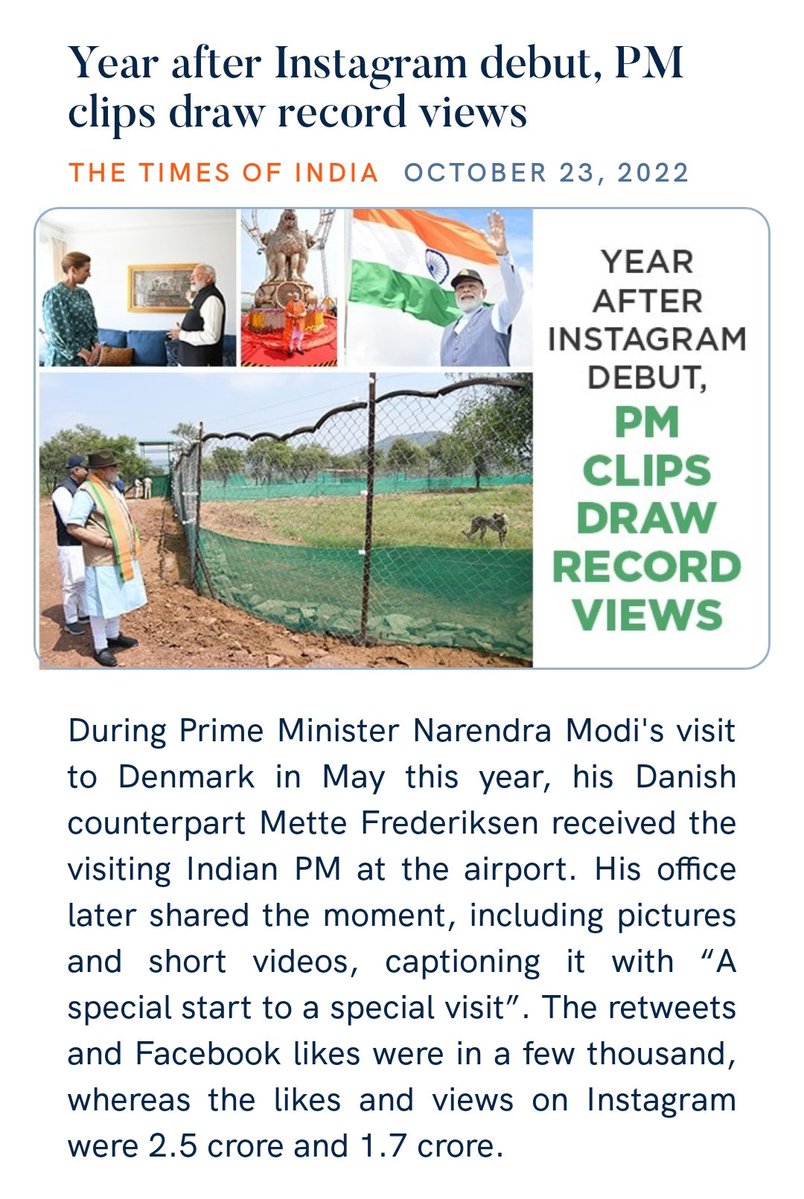 Year after Instagram debut, PM
clips draw record views
THE TIMES OF INDIA OCTOBER 23, 2022
YEAR
AFTER
INSTAGRAM
DEBUT,
PM
CLIPS
DRAW
RECORD
VIEWS
During Prime Minister Narendra Modi's visit
to Denmark in May this year, his Danish
counterpart Mette Frederiksen received the
visiting Indian PM at the airport. His office
later shared the moment, including pictures
and short videos, captioning it with “A
special start to a special visit”. The retweets
and Facebook likes were in a few thousand,
whereas the likes and views on Instagram
were 2.5 crore and 1.7 crore.